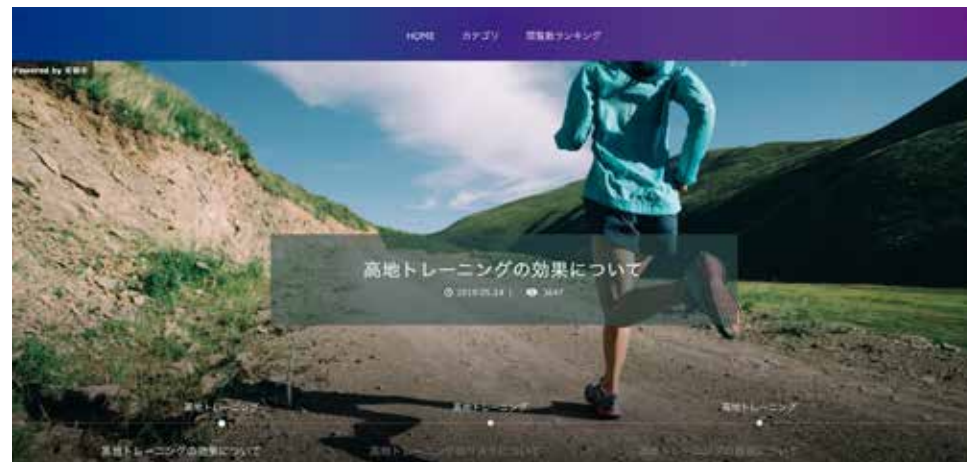 HOME カテゴリ 閲覧数ランキング
Powered by
高地トレーニングの効果について
2019.05.24 | 3697
高地トレーニング 高地トレーニング 高地トレーニング
高地トレーニングの効果について